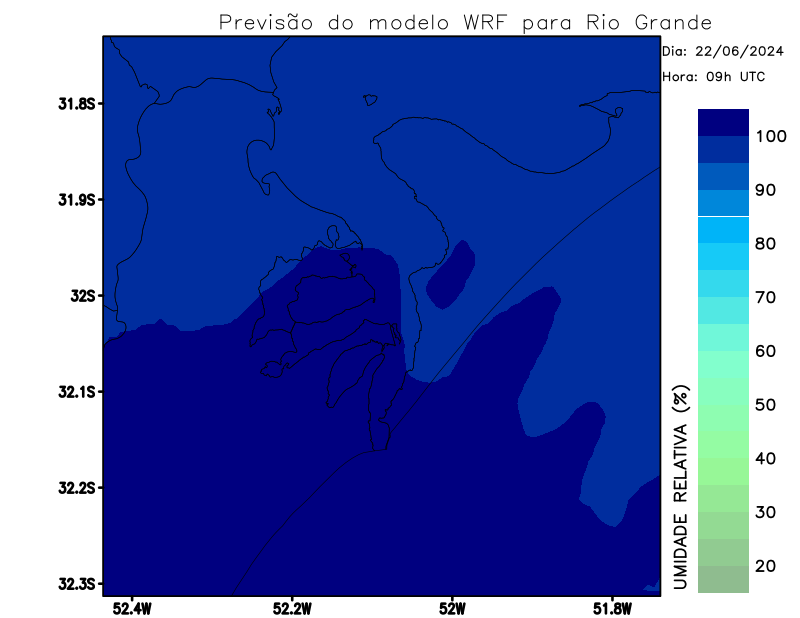 Previsão do modelo WRF para Rio Grande
Dia: 22/06/2024
Hora: 09h UTC
31.8S
31.9S
32S
32.1S
32.2S
32.3S
52.4W
52.2W
52W
51.8W
UMIDADE RELATIVA (%)
100
90
80
70
60
50
40
30
20